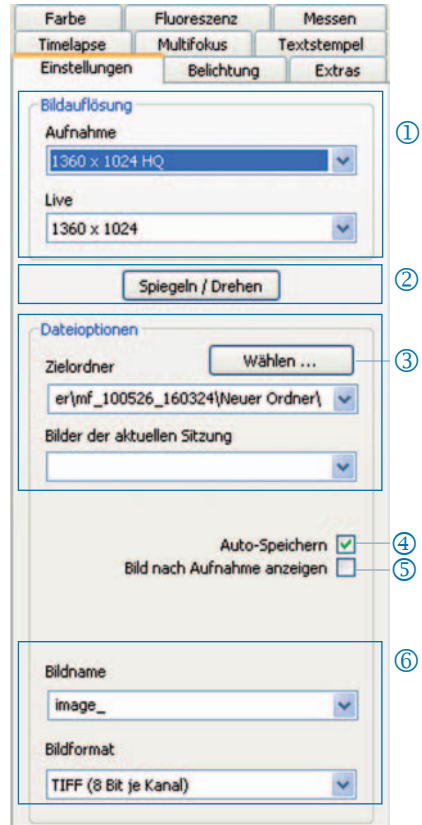 Farbe Fluoreszenz Messen
Timelapse Multifokus Textstempel
Einstellungen Belichtung Extras
Bildauflösung
Aufnahme
1360 x 1024 HQ
Live
1360 x 1024
①
Spiegeln / Drehen
②
Dateioptionen
Zielordner
Wählen ...
③
er\mf_100526_160324\Neuer Ordner\
Bilder der aktuellen Sitzung
Auto-Speichern
④
Bild nach Aufnahme anzeigen
⑤
⑥
Bildname
image_
Bildformat
TIFF (8 Bit je Kanal)